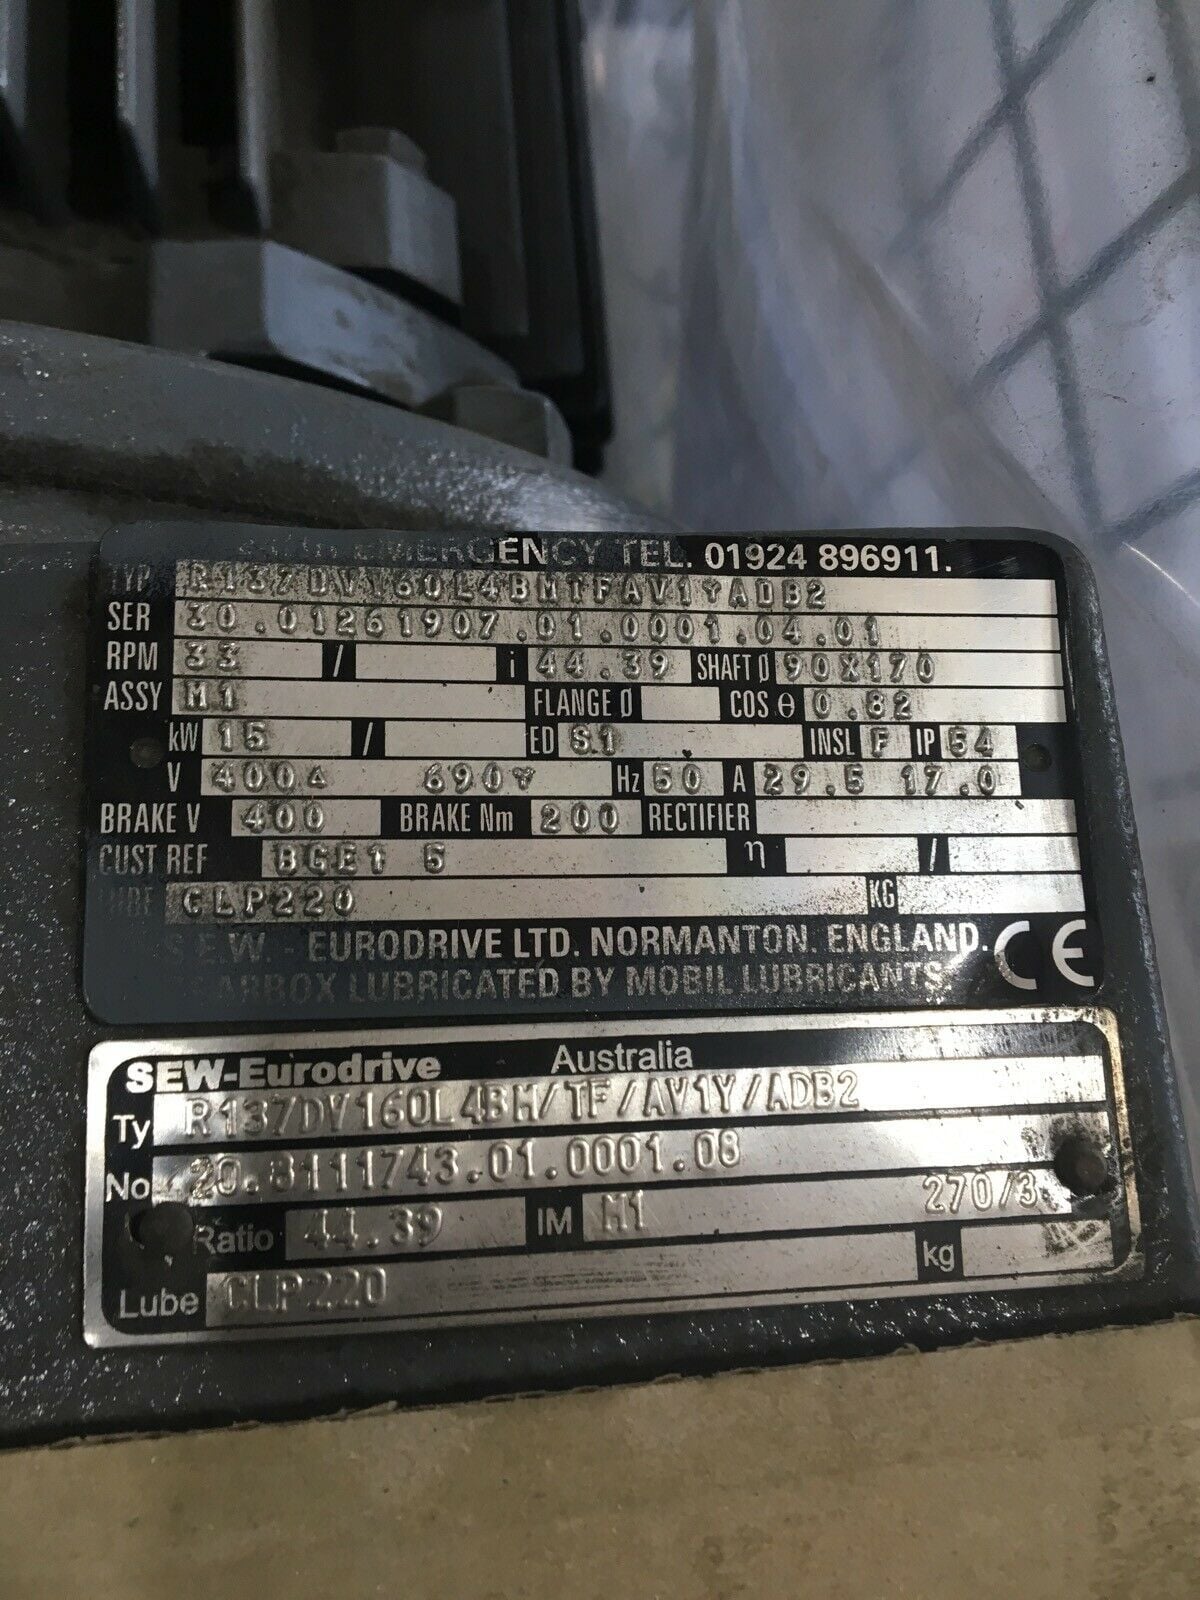 EMERGENCY TEL. 01924 896911.
TYP R137DV160L4BMTFAV1YADB2
SER 30.01261907.01.0001.04.01
RPM 33 / i 44.39 SHAFT Ø 90X170
ASSY M1 FLANGE Ø COS θ 0.82
kW 15 / ED S1 INSL F IP 54
V 400△ 690Y Hz 50 A 29.5 17.0
BRAKE V 400 BRAKE Nm 200 RECTIFIER
CUST REF BGE1 5 η /
CLP220 KG
S.E.W. - EURODRIVE LTD. NORMANTON. ENGLAND. CE
LUBRICATED BY MOBIL LUBRICANTS
SEW-Eurodrive Australia
Ty R137DV160L4BM/TF/AV1Y/ADB2
No 20.8111743.01.0001.08
Ratio 44.39 IM M1 270/3
Lube CLP220 kg